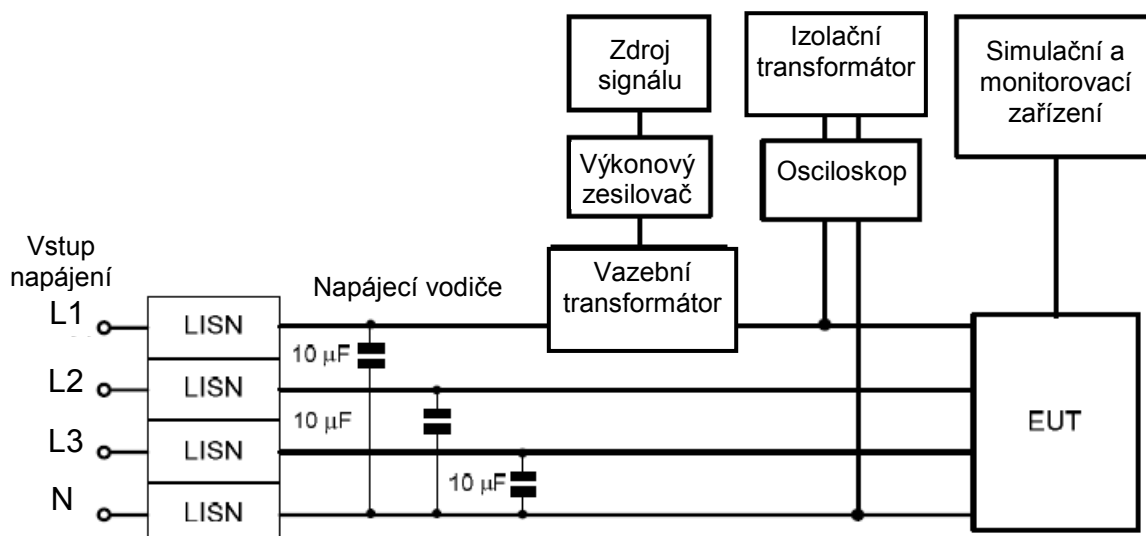 Zdroj
signálu
Izolační
transformátor
Simulační a
monitorovací
zařízení
Výkonový
zesilovač
Osciloskop
Vstup
napájení
Napájecí vodiče
Vazební
transformátor
L1
LISN
10 µF
L2
LISN
10 µF
EUT
L3
LISN
10 µF
N
LISN